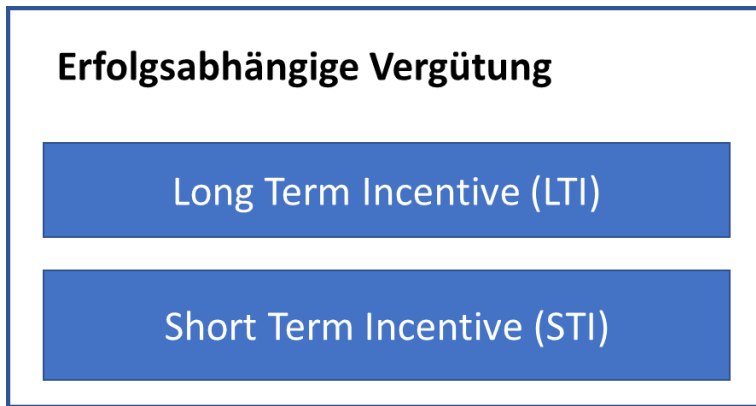 Erfolgsabhängige Vergütung
Long Term Incentive (LTI)
Short Term Incentive (STI)